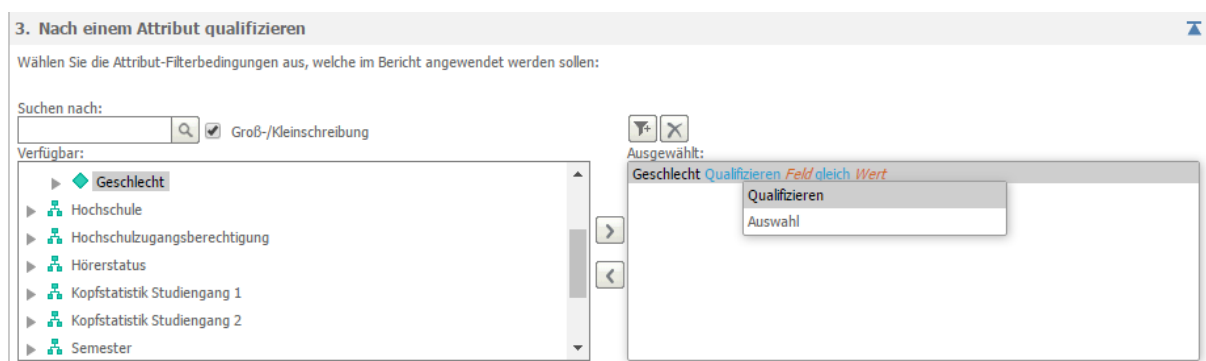 3. Nach einem Attribut qualifizieren
Wählen Sie die Attribut-Filterbedingungen aus, welche im Bericht angewendet werden sollen:
Suchen nach:
Groß-/Kleinschreibung
Verfügbar:
Geschlecht
Hochschule
Hochschulzugangsberechtigung
Hörerstatus
Kopfstatistik Studiengang 1
Kopfstatistik Studiengang 2
Semester
Ausgewählt:
Geschlecht Qualifizieren Feld gleich Wert
Qualifizieren
Auswahl